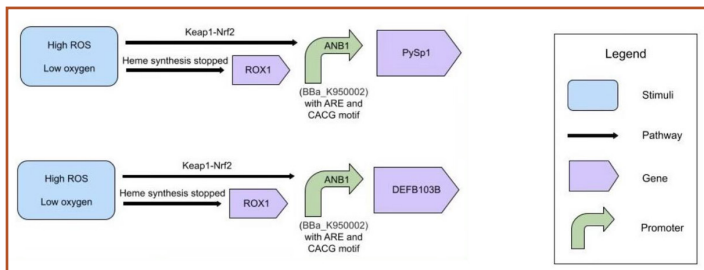 High ROS
Low oxygen
Keap1-Nrf2
Heme synthesis stopped
ROX1
ANB1
(BBa_K950002)
with ARE and
CACG motif
PySp1
High ROS
Low oxygen
Keap1-Nrf2
Heme synthesis stopped
ROX1
ANB1
(BBa_K950002)
with ARE and
CACG motif
DEFB103B
Legend
Stimuli
Pathway
Gene
Promoter